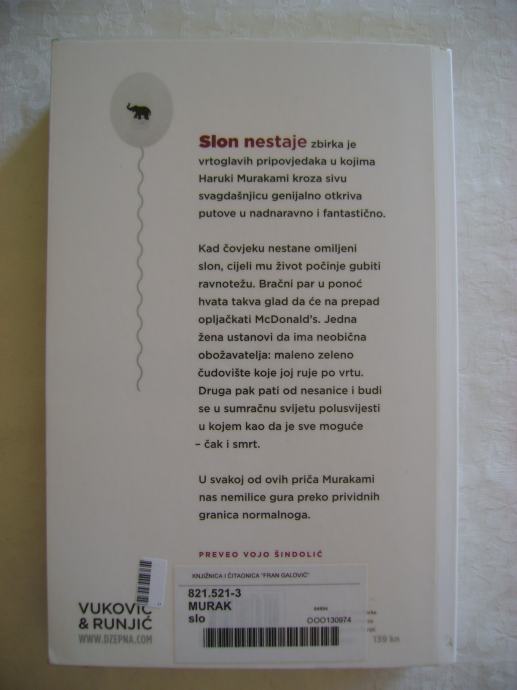 Slon nestaje zbirka je
vrtoglavih pripovjedaka u kojima
Haruki Murakami kroza sivu
svagdašnjicu genijalno otkriva
putove u nadnaravno i fantastično.
Kad čovjeku nestane omiljeni
slon, cijeli mu život počinje gubiti
ravnotežu. Bračni par u ponoć
hvata takva glad da će na prepad
opljačkati McDonald's. Jedna
žena ustanovi da ima neobična
obožavatelja: maleno zeleno
čudovište koje joj ruje po vrtu.
Druga pak pati od nesanice i budi
se u sumračnu svijetu polusvijesti
u kojem kao da je sve moguće
– čak i smrt.
U svakoj od ovih priča Murakami
nas nemilice gura preko prividnih
granica normalnoga.
PREVEO VOJO ŠINDOLIĆ
KNJIŽNICA I ČITAONICA "FRAN GALOVIĆ"
821.521-3
MURAK
slo
OOO130974
VUKOVIĆ
& RUNJIĆ
WWW.DZEPNA.COM
139 kn